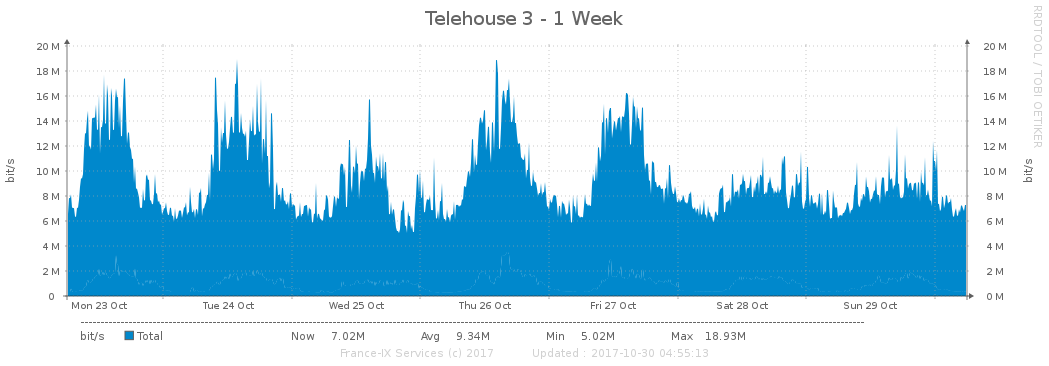 Telehouse 3 - 1 Week
RRDTOOL / TOBI OETIKER
20 M 20 M
18 M 18 M
16 M 16 M
14 M 14 M
12 M 12 M
10 M 10 M
8 M 8 M
6 M 6 M
4 M 4 M
2 M 2 M
0 0 M
bit/s bit/s
Mon 23 Oct Tue 24 Oct Wed 25 Oct Thu 26 Oct Fri 27 Oct Sat 28 Oct Sun 29 Oct
bit/s Total Now 7.02M Avg 9.34M Min 5.02M Max 18.93M
France-IX Services (c) 2017 Updated : 2017-10-30 04:55:13